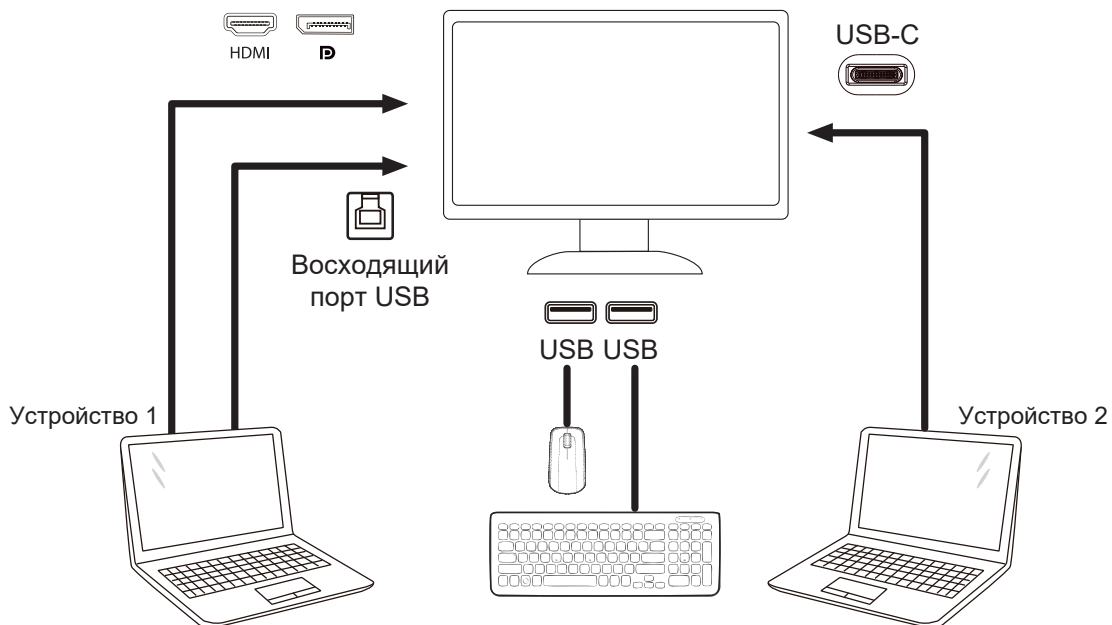 HDMI
USB-C
Восходящий
порт USB
USB USB
Устройство 1
Устройство 2